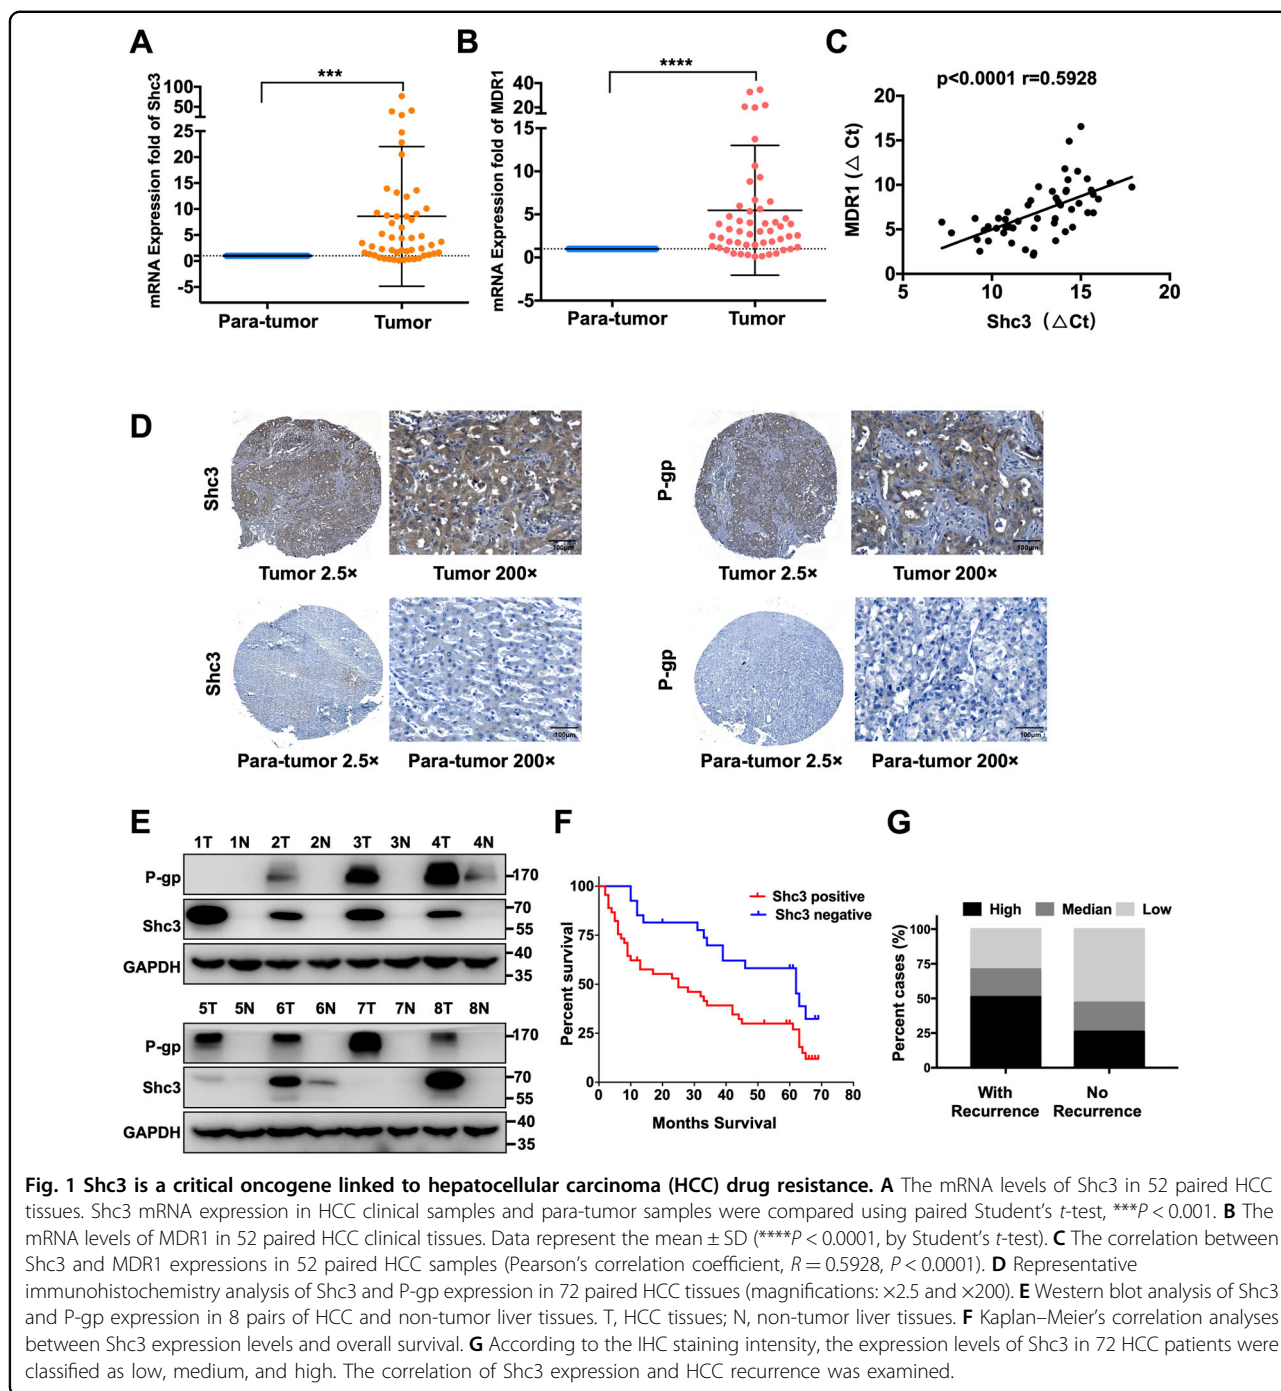 A
mRNA Expression fold of Shc3
100
50
25
20
15
10
5
1
-5
***
Para-tumor
Tumor
B
mRNA Expression fold of MDR1
40
20
15
10
5
1
0
-5
****
Para-tumor
Tumor
C
p<0.0001 r=0.5928
MDR1 (△ Ct)
20
15
10
5
0
5
10
15
20
Shc3 (△Ct)
D
Shc3
100μm
Tumor 2.5×
Tumor 200×
P-gp
100μm
Tumor 2.5×
Tumor 200×
Shc3
100μm
Para-tumor 2.5×
Para-tumor 200×
P-gp
100μm
Para-tumor 2.5×
Para-tumor 200×
E
1T 1N 2T 2N 3T 3N 4T 4N
P-gp
170
Shc3
70
55
GAPDH
40
35
5T 5N 6T 6N 7T 7N 8T 8N
P-gp
170
Shc3
70
55
GAPDH
40
35
F
Percent survival
100
75
50
25
0
Shc3 positive
Shc3 negative
0 10 20 30 40 50 60 70 80
Months Survival
G
High Median Low
Percent cases (%)
100
75
50
25
0
With
Recurrence
No
Recurrence
Fig. 1 Shc3 is a critical oncogene linked to hepatocellular carcinoma (HCC) drug resistance. A The mRNA levels of Shc3 in 52 paired HCC
tissues. Shc3 mRNA expression in HCC clinical samples and para-tumor samples were compared using paired Student's t-test, ***P < 0.001. B The
mRNA levels of MDR1 in 52 paired HCC clinical tissues. Data represent the mean ± SD (****P < 0.0001, by Student's t-test). C The correlation between
Shc3 and MDR1 expressions in 52 paired HCC samples (Pearson's correlation coefficient, R = 0.5928, P < 0.0001). D Representative
immunohistochemistry analysis of Shc3 and P-gp expression in 72 paired HCC tissues (magnifications: ×2.5 and ×200). E Western blot analysis of Shc3
and P-gp expression in 8 pairs of HCC and non-tumor liver tissues. T, HCC tissues; N, non-tumor liver tissues. F Kaplan–Meier's correlation analyses
between Shc3 expression levels and overall survival. G According to the IHC staining intensity, the expression levels of Shc3 in 72 HCC patients were
classified as low, medium, and high. The correlation of Shc3 expression and HCC recurrence was examined.